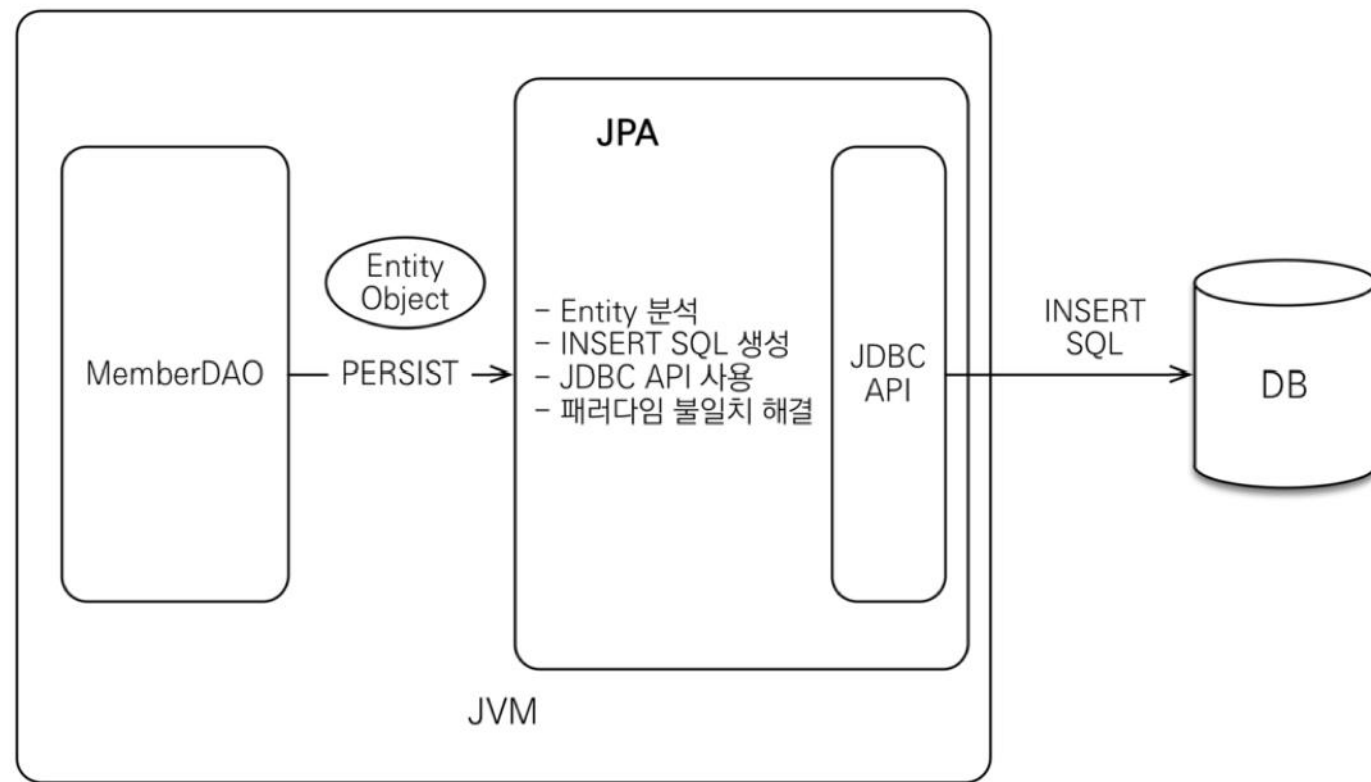 JPA
Entity
Object
MemberDAO
PERSIST
- Entity 분석
- INSERT SQL 생성
- JDBC API 사용
- 패러다임 불일치 해결
JDBC
API
INSERT
SQL
DB
JVM